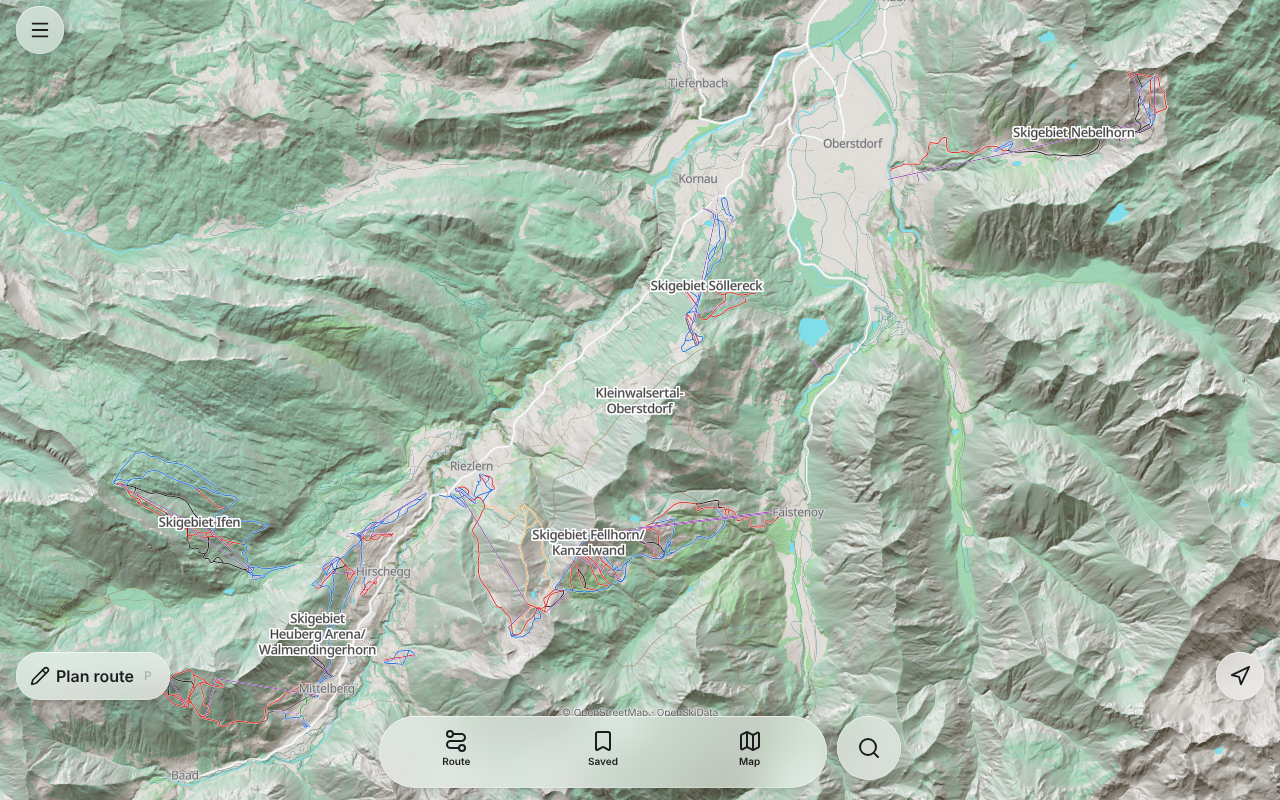 Tiefenbach
Skigebiet Nebelhorn
Oberstdorf
Kornau
Skigebiet Söllereck
Kleinwalsertal-
Oberstdorf
Riezlern
Skigebiet Ifen
Skigebiet Fellhorn/
Kanzelwand
Faistenoy
Hirschegg
Skigebiet
Heuberg Arena/
Walmendingerhorn
Plan route P
Mittelberg
© OpenStreetMap · OpenSkiData
Route
Saved
Map
Baad